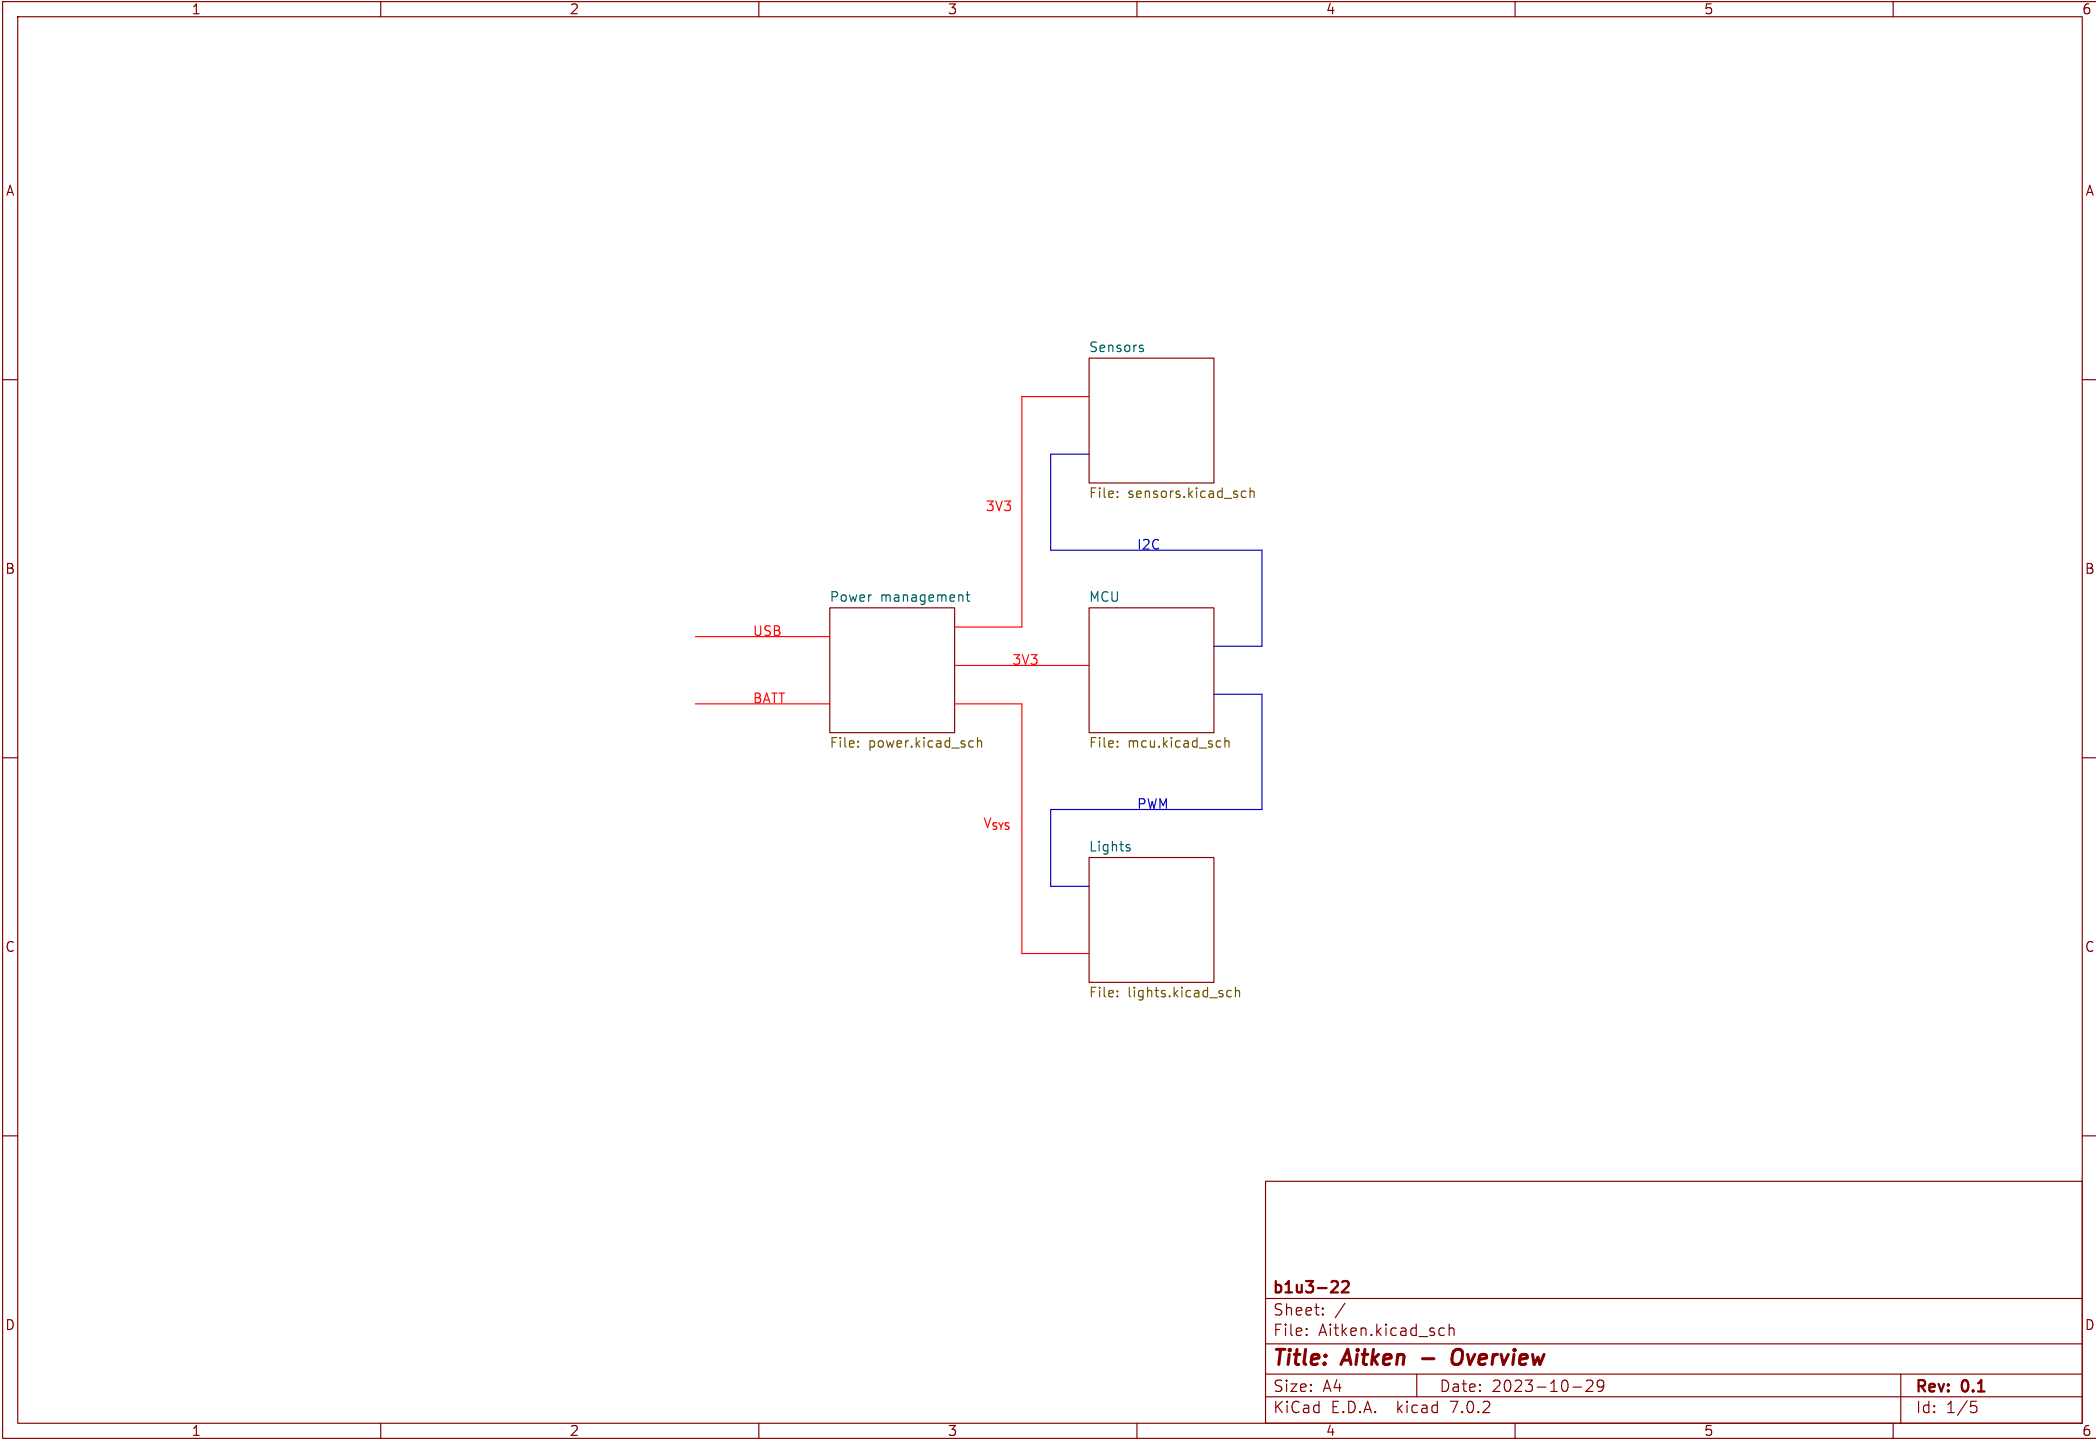 1 2 3 4 5 6
A A
Sensors
File: sensors.kicad_sch
3V3
I2C
B B
Power management
MCU
USB
3V3
BATT
File: power.kicad_sch
File: mcu.kicad_sch
PWM
VSYS
Lights
C C
File: lights.kicad_sch
b1u3-22
Sheet: /
File: Aitken.kicad_sch
D D
Title: Aitken - Overview
Size: A4 Date: 2023-10-29 Rev: 0.1
KiCad E.D.A. kicad 7.0.2 Id: 1/5
1 2 3 4 5 6